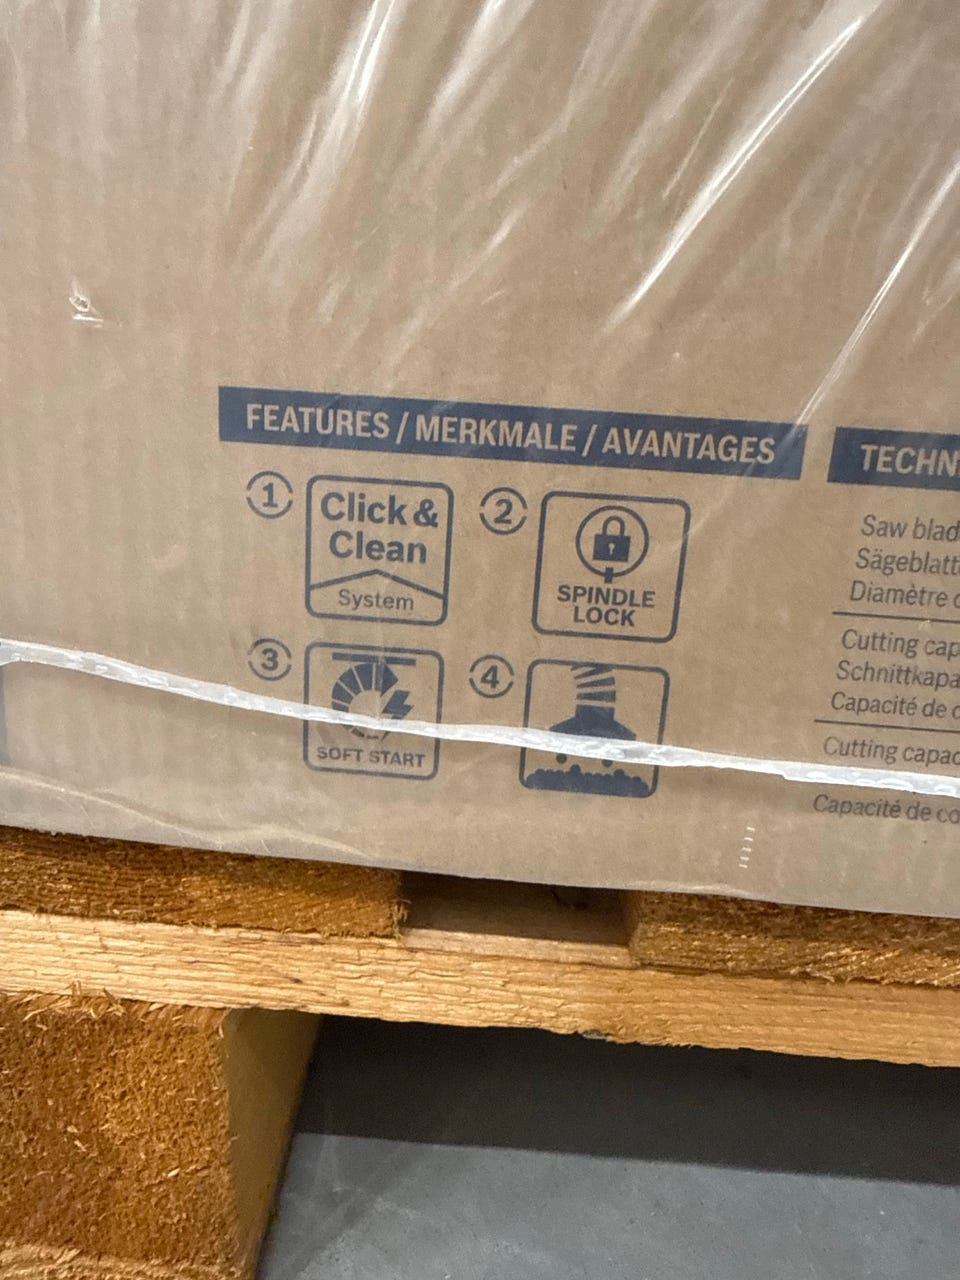 FEATURES / MERKMALE / AVANTAGES
1
Click &
Clean
System
2
SPINDLE
LOCK
3
SOFT START
4
TECHN
Saw blad
Sägeblatt
Diamètre
Cutting cap
Schnittkapa
Capacité de c
Cutting capac
Capacité de co